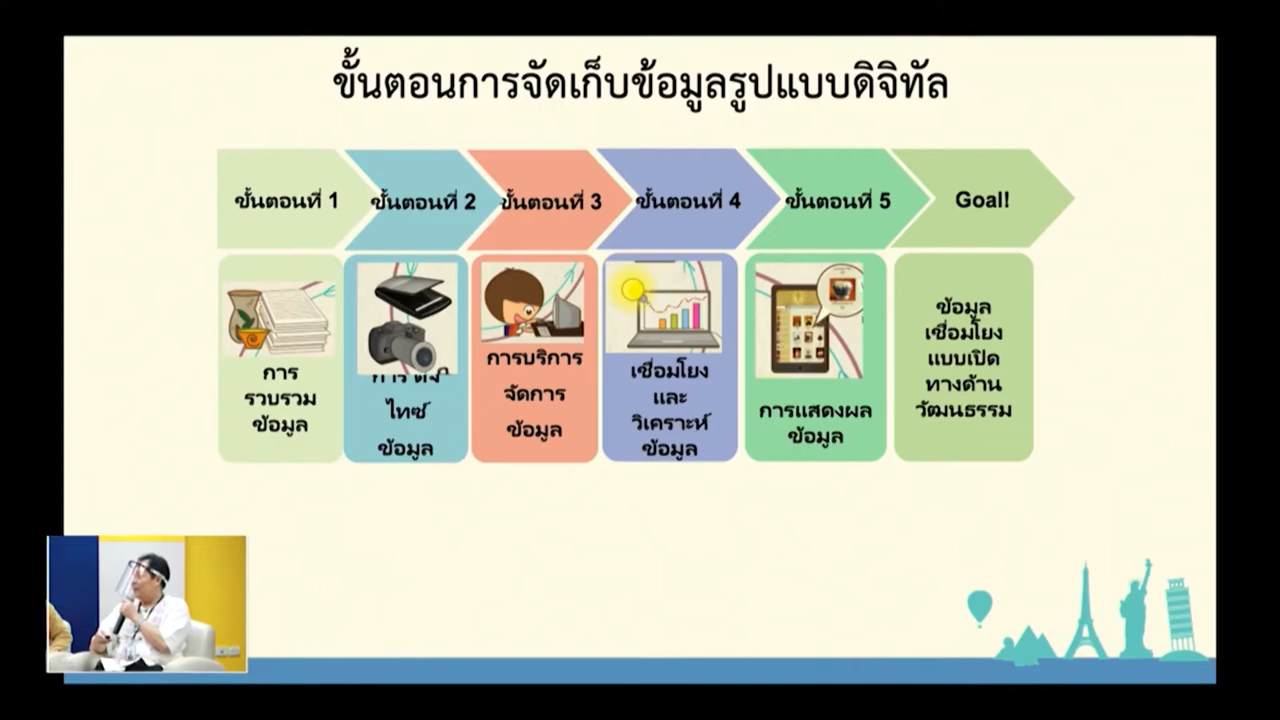 ขั้นตอนการจัดเก็บข้อมูลรูปแบบดิจิทัล
ขั้นตอนที่ 1
ขั้นตอนที่ 2
ขั้นตอนที่ 3
ขั้นตอนที่ 4
ขั้นตอนที่ 5
Goal!
การ
รวบรวม
ข้อมูล
ไทซ์
ข้อมูล
การบริการ
จัดการ
ข้อมูล
เชื่อมโยง
และ
วิเคราะห์
ข้อมูล
การแสดงผล
ข้อมูล
ข้อมูล
เชื่อมโยง
แบบเปิด
ทางด้าน
วัฒนธรรม